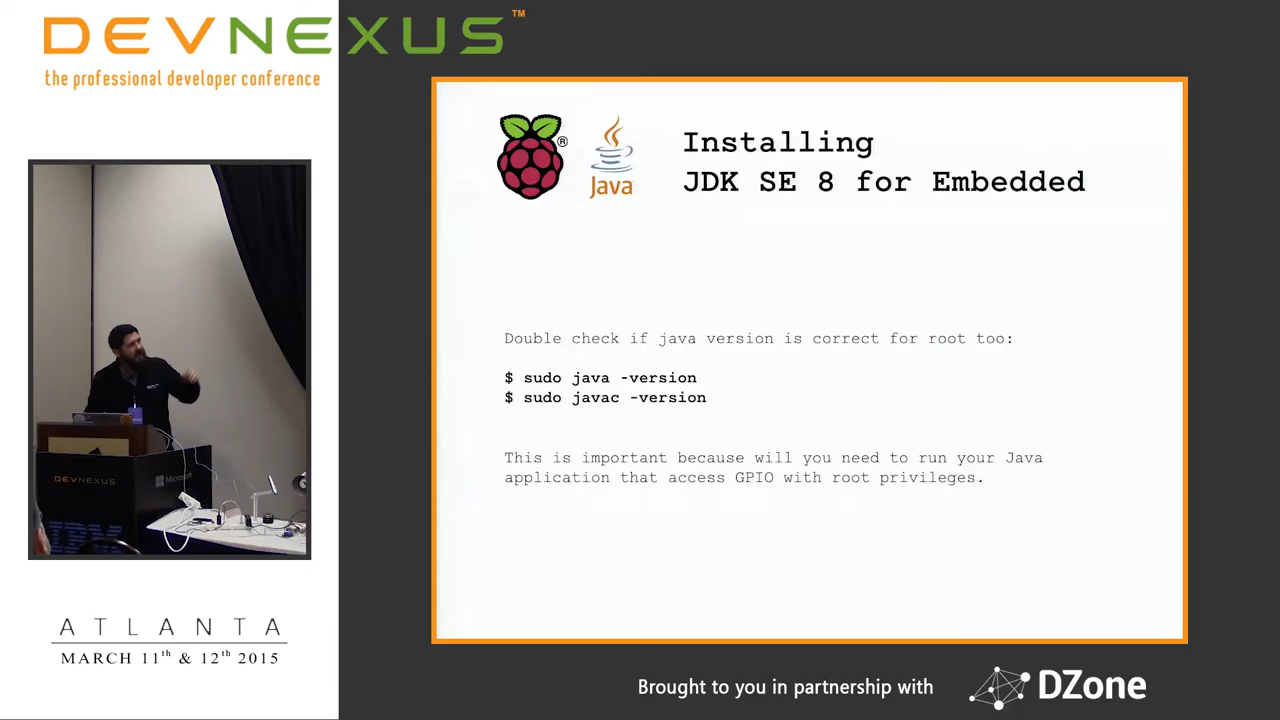 DEVNEXUS™
the professional developer conference
Installing
JDK SE 8 for Embedded
®
Java
Double check if java version is correct for root too:
$ sudo java -version
$ sudo javac -version
This is important because will you need to run your Java
application that access GPIO with root privileges.
DEVNEXUS
Microsoft
IBM
ATLANTA
MARCH 11th & 12th 2015
Brought to you in partnership with
DZone